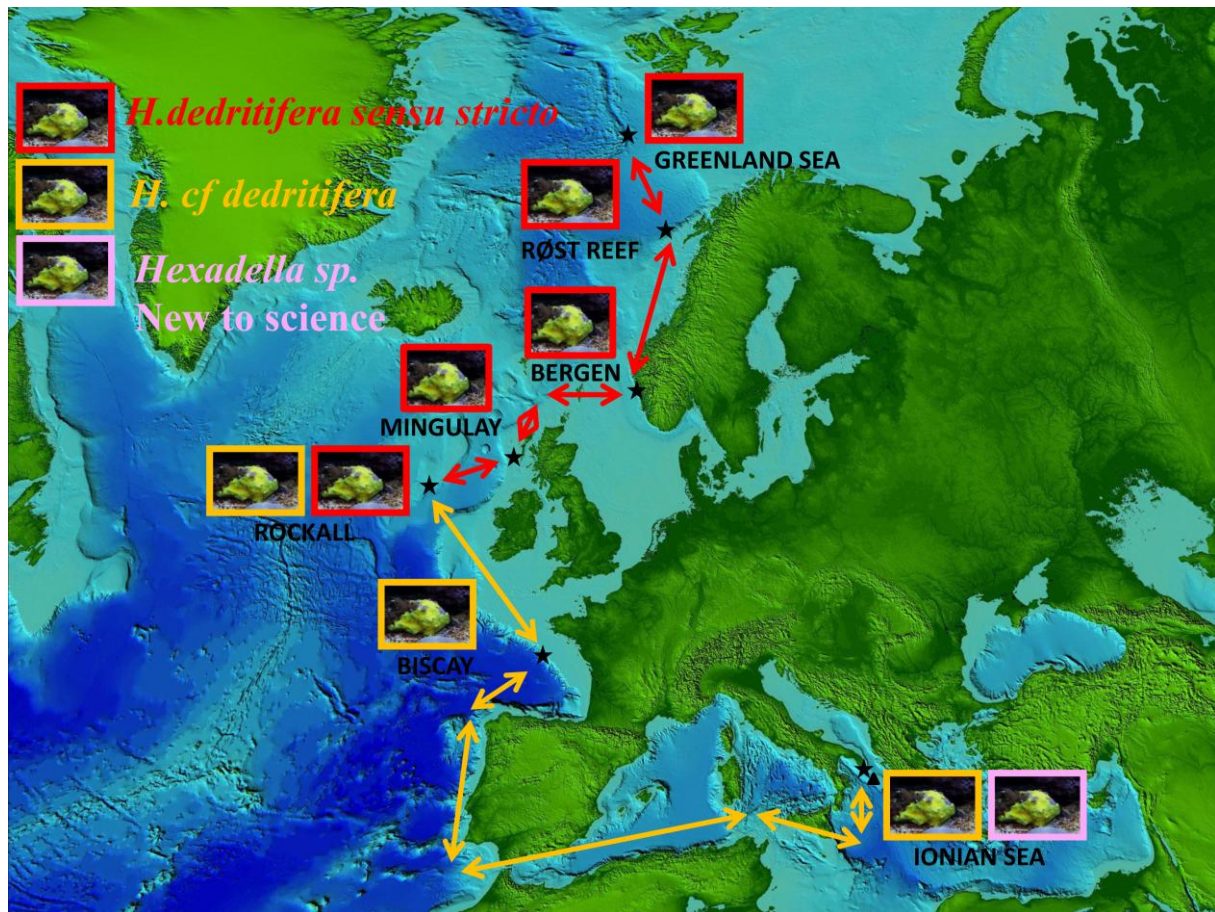 H.dedritifera sensu stricto
H. cf dedritifera
Hexadella sp.
New to science
GREENLAND SEA
RØST REEF
BERGEN
MINGULAY
ROCKALL
BISCAY
IONIAN SEA